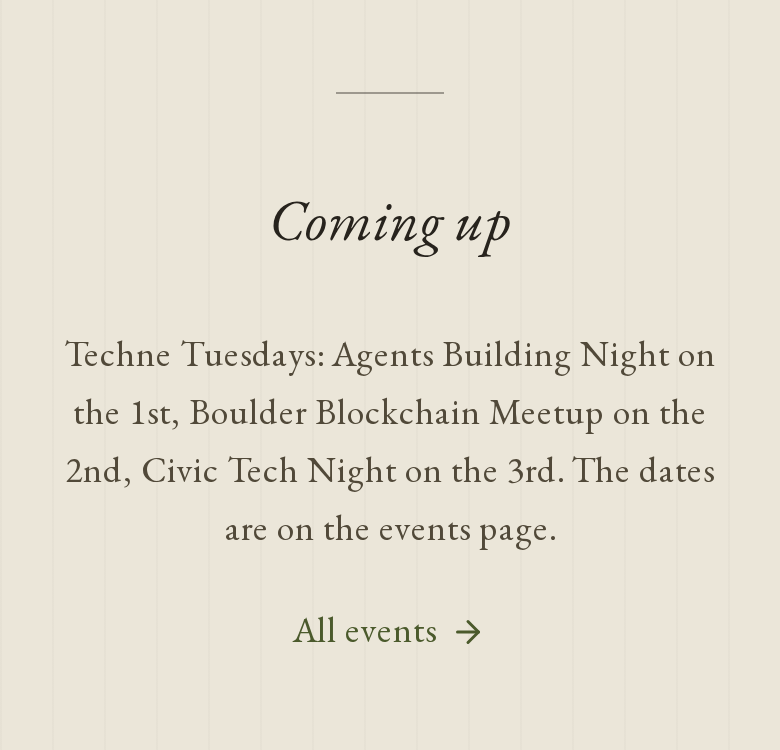 Coming up
Techne Tuesdays: Agents Building Night on
the 1st, Boulder Blockchain Meetup on the
2nd, Civic Tech Night on the 3rd. The dates
are on the events page.
All events →